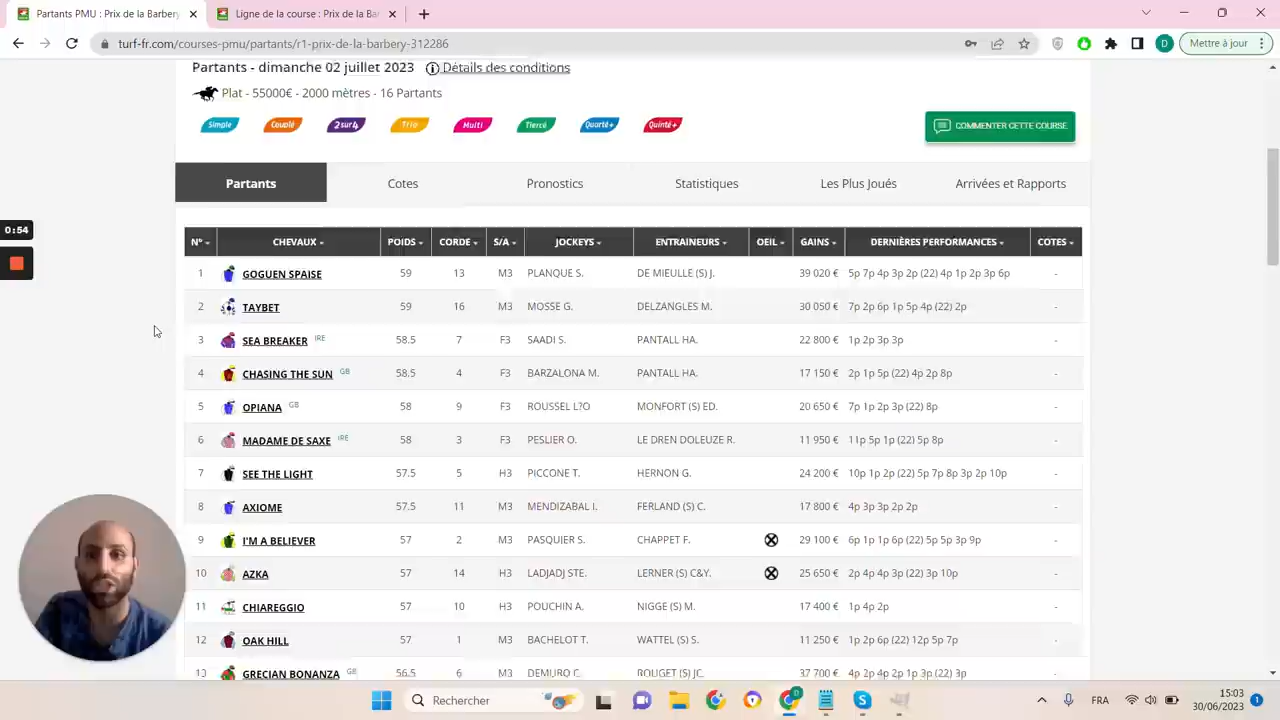 Partants PMU : Prix de la Barbery
Ligne de la Course : Prix de la Bar
turf-fr.com/courses-pmu/partants/r1-prix-de-la-barbery-312286
D
Mettre à jour
Partants - dimanche 02 juillet 2023 Détails des conditions
Plat - 55000€ - 2000 mètres - 16 Partants
Simple Couplé 2sur4 Trio Multi Tiercé Quarté+ Quinté+
COMMENTER CETTE COURSE
Partants Cotes Pronostics Statistiques Les Plus Joués Arrivées et Rapports
0:54
N° CHEVAUX POIDS CORDE S/A JOCKEYS ENTRAINEURS OEIL GAINS DERNIÈRES PERFORMANCES COTES
1 GOGUEN SPAISE 59 13 M3 PLANQUE S. DE MIEULLE (S) J. 39 020 € 5p 7p 4p 3p 2p (22) 4p 1p 2p 3p 6p -
2 TAYBET 59 16 M3 MOSSE G. DELZANGLES M. 30 050 € 7p 2p 6p 1p 5p 4p (22) 2p -
3 SEA BREAKER IRE 58.5 7 F3 SAADI S. PANTALL HA. 22 800 € 1p 2p 3p 3p -
4 CHASING THE SUN GB 58.5 4 F3 BARZALONA M. PANTALL HA. 17 150 € 2p 1p 5p (22) 4p 2p 8p -
5 OPIANA GB 58 9 F3 ROUSSEL L?O MONFORT (S) ED. 20 650 € 7p 1p 2p 3p (22) 8p -
6 MADAME DE SAXE IRE 58 3 F3 PESLIER O. LE DREN DOLEUZE R. 11 950 € 11p 5p 1p (22) 5p 8p -
7 SEE THE LIGHT 57.5 5 H3 PICCONE T. HERNON G. 24 200 € 10p 1p 2p (22) 5p 7p 8p 3p 2p 10p -
8 AXIOME 57.5 11 M3 MENDIZABAL I. FERLAND (S) C. 17 800 € 4p 3p 3p 2p 2p -
9 I'M A BELIEVER 57 2 M3 PASQUIER S. CHAPPET F. 29 100 € 6p 1p 1p 6p (22) 5p 5p 3p 9p -
10 AZKA 57 14 H3 LADJADJ STE. LERNER (S) C&Y. 25 650 € 2p 4p 4p 3p (22) 3p 10p -
11 CHIAREGGIO 57 10 H3 POUCHIN A. NIGGE (S) M. 17 400 € 1p 4p 2p -
12 OAK HILL 57 1 M3 BACHELOT T. WATTEL (S) S. 11 250 € 1p 2p 6p (22) 12p 5p 7p -
13 GRECIAN BONANZA GB 56.5 6 M3 DEMURO C. ROUGET (S) JC. 37 700 € 4p 2p 4p 2p 1p 3p (22) 3p -
Rechercher
FRA
15:03
30/06/2023